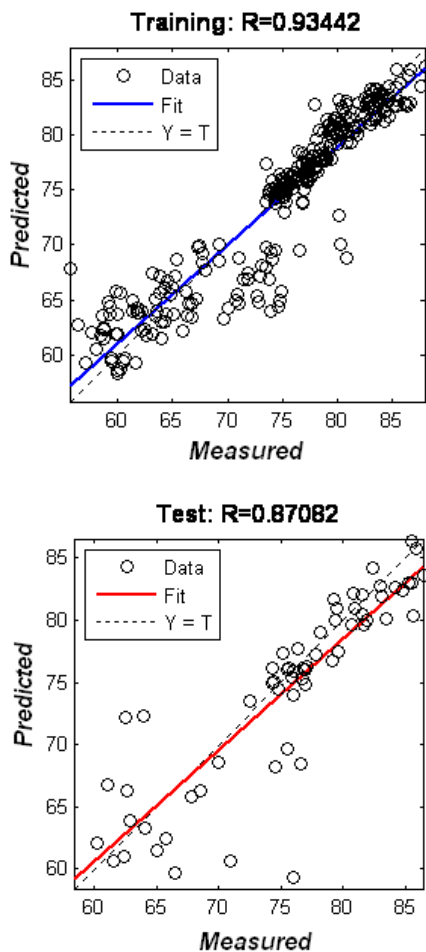 Training: R=0.93442
Data
Fit
Y = T
Predicted
85
80
75
70
65
60
60 65 70 75 80 85
Measured
Test: R=0.87082
Data
Fit
Y = T
Predicted
85
80
75
70
65
60
60 65 70 75 80 85
Measured